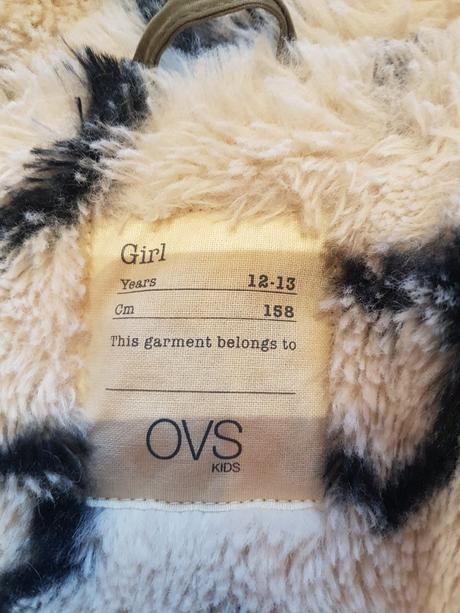 Girl
Years 12-13
Cm 158
This garment belongs to
OVS
KIDS